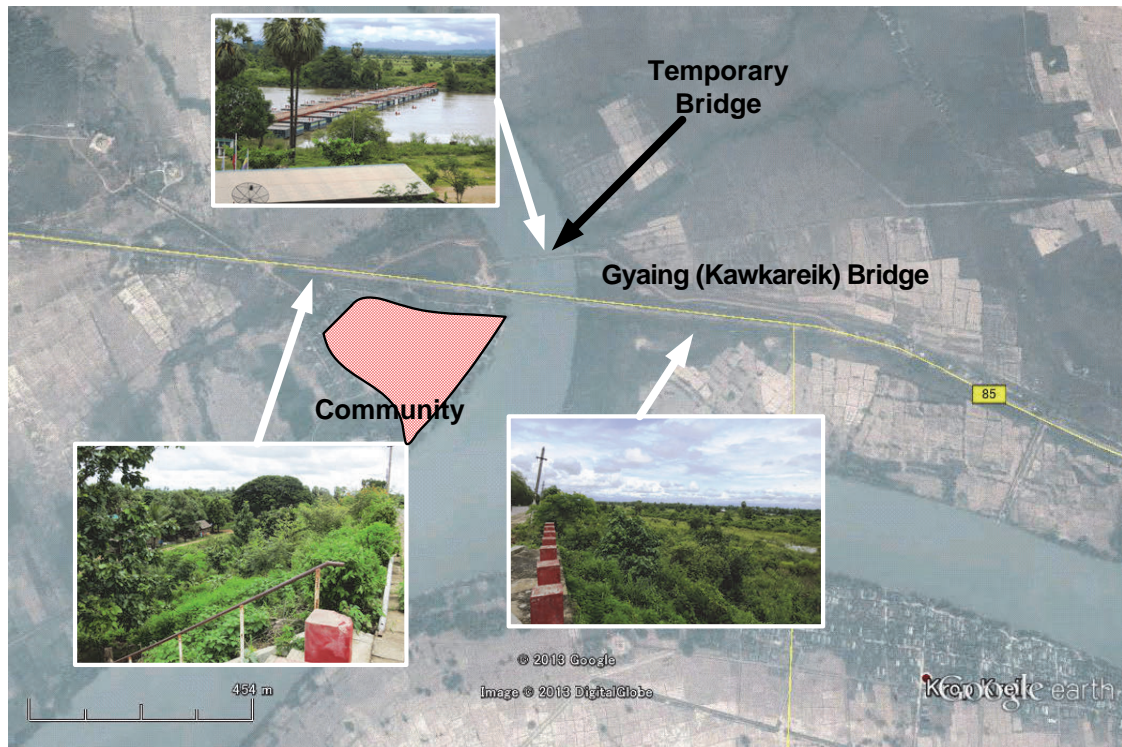 Temporary
Bridge
Gyaing (Kawkareik) Bridge
85
Community
© 2013 Google
Image © 2013 DigitalGlobe
454 m
Google earth